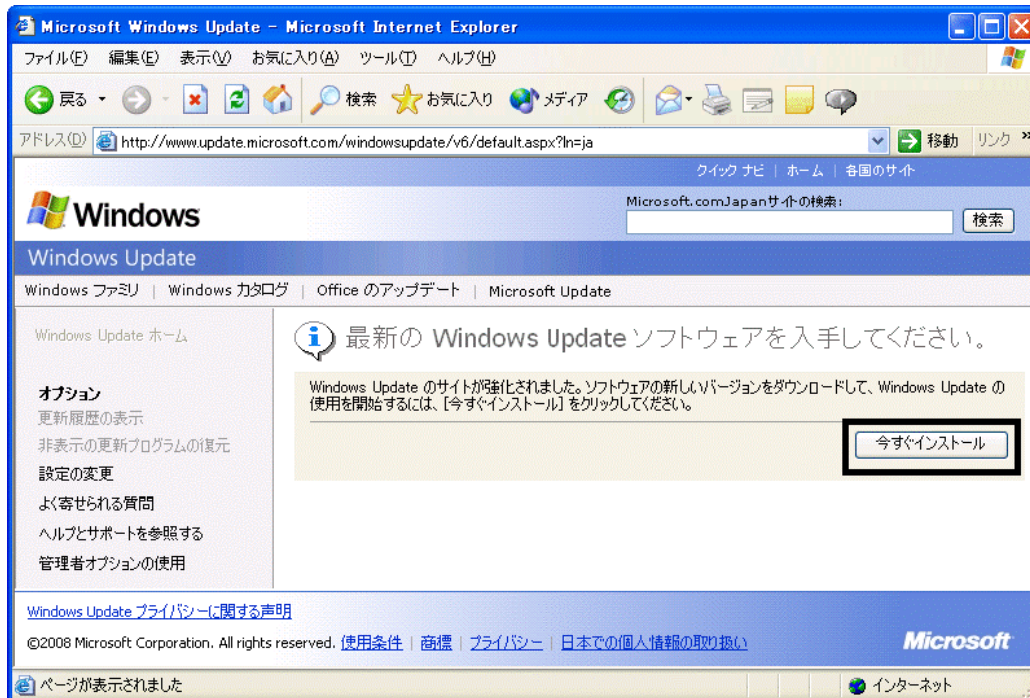 Microsoft Windows Update - Microsoft Internet Explorer
ファイル(F) 編集(E) 表示(V) お気に入り(A) ツール(T) ヘルプ(H)
戻る 検索 お気に入り メディア
アドレス(D) http://www.update.microsoft.com/windowsupdate/v6/default.aspx?ln=ja 移動 リンク »
クイック ナビ | ホーム | 各国のサイト
Windows
Microsoft.comJapanサイトの検索:
検索
Windows Update
Windows ファミリ | Windows カタログ | Office のアップデート | Microsoft Update
Windows Update ホーム
オプション
更新履歴の表示
非表示の更新プログラムの復元
設定の変更
よく寄せられる質問
ヘルプとサポートを参照する
管理者オプションの使用
最新の Windows Update ソフトウェアを入手してください。
Windows Update のサイトが強化されました。ソフトウェアの新しいバージョンをダウンロードして、Windows Update の
使用を開始するには、[今すぐインストール] をクリックしてください。
今すぐインストール
Windows Update プライバシーに関する声明
©2008 Microsoft Corporation. All rights reserved. 使用条件 | 商標 | プライバシー | 日本での個人情報の取り扱い
Microsoft
ページが表示されました インターネット